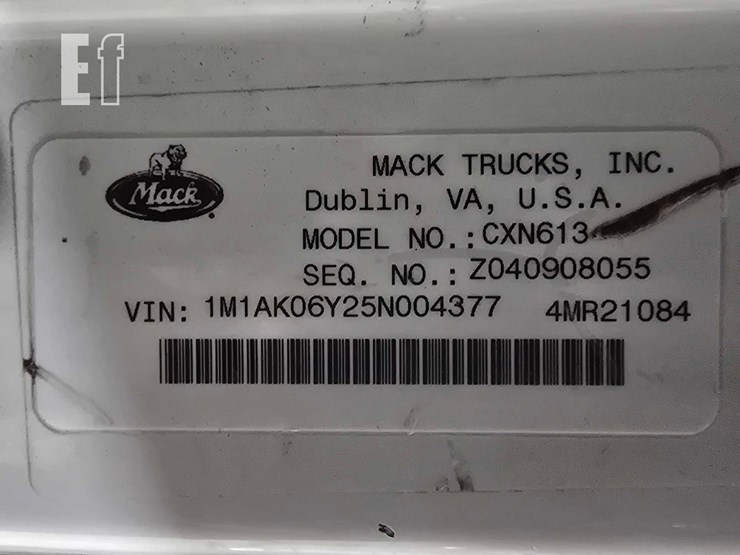 Ef
MACK TRUCKS, INC.
Mack
Dublin, VA, U.S.A.
MODEL NO.:CXN613
SEQ. NO.:Z040908055
VIN: 1M1AK06Y25N004377 4MR21084